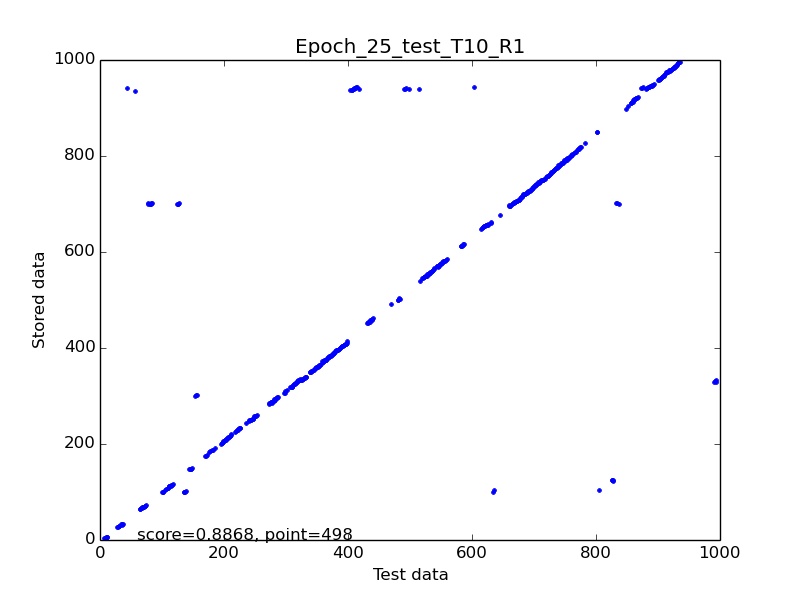 Epoch_25_test_T10_R1
1000
800
600
400
200
0
Stored data
score=0.8868, point=498
0 200 400 600 800 1000
Test data